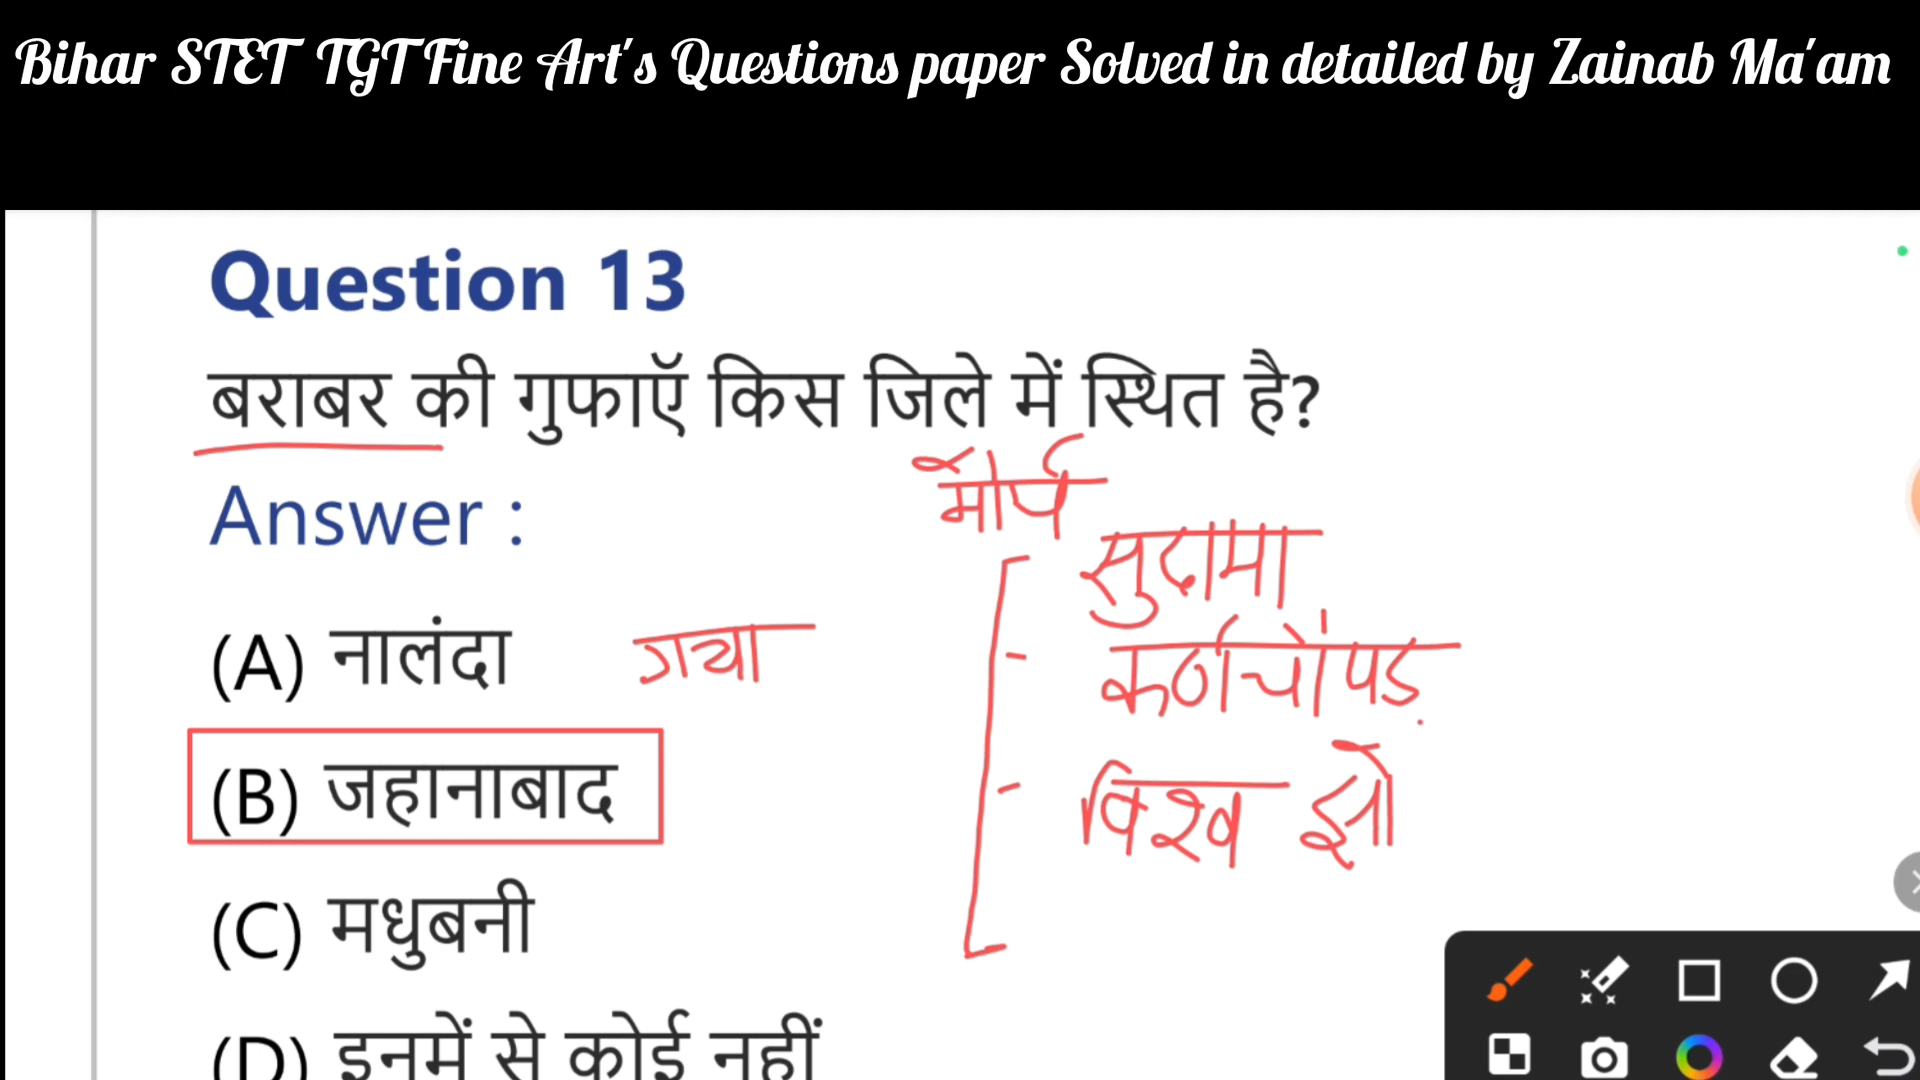 Bihar STET TGT Fine Art's Questions paper Solved in detailed by Zainab Ma'am
Question 13
बराबर की गुफाऍ किस जिले में स्थित है?
Answer :
मौर्य
सुदामा
(A) नालंदा गया
कर्णचौपड़
(B) जहानाबाद
विश्व झो
(C) मधुबनी
(D) इनमें से कोई नहीं